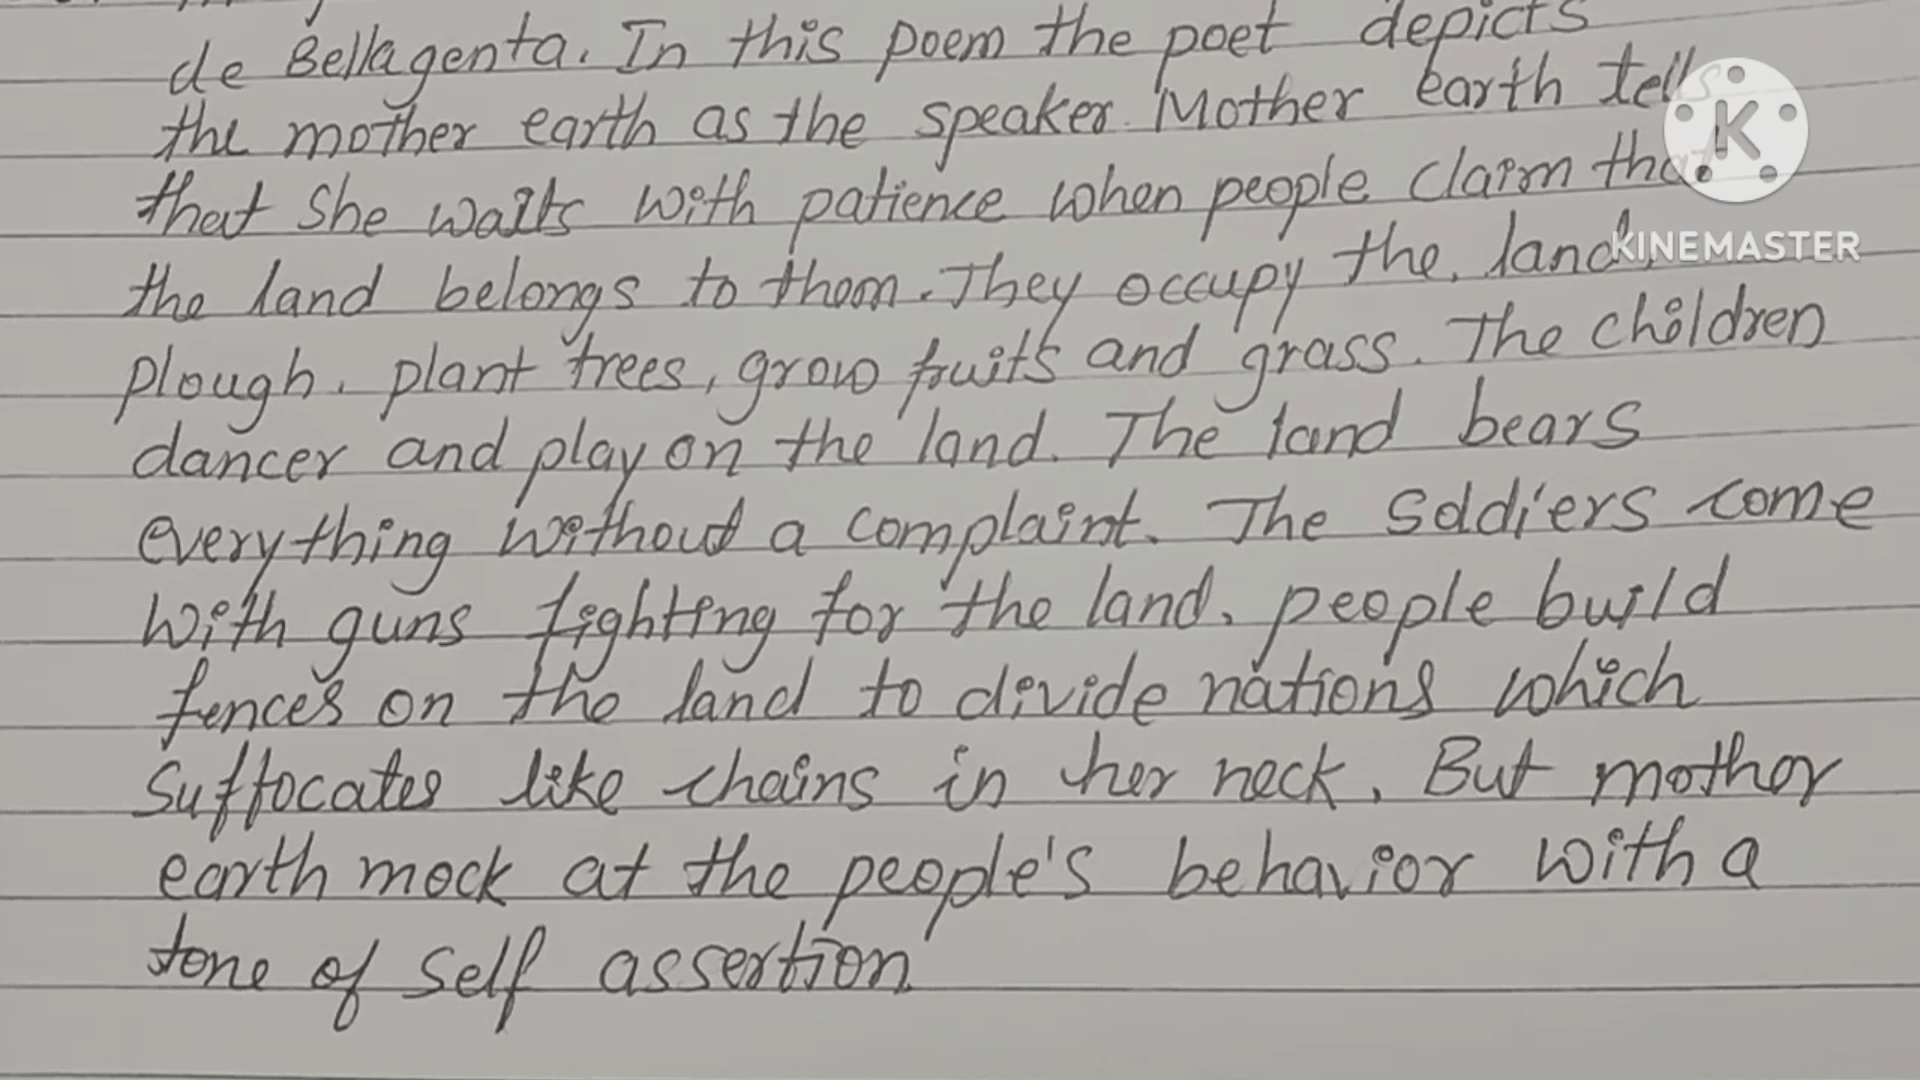 de Bellagenta. In this poem the poet depicts
the mother earth as the speaker. Mother earth tells
that she waits with patience when people claim that
the land belongs to them. They occupy the land,
plough, plant trees, grow fruits and grass. The children
dancer and play on the land. The land bears
everything without a complaint. The soldiers come
with guns fighting for the land. people build
fences on the land to divide nations which
suffocates like chains in her neck. But mother
earth mock at the people's behavior with a
tone of self assertion
K
KINEMASTER